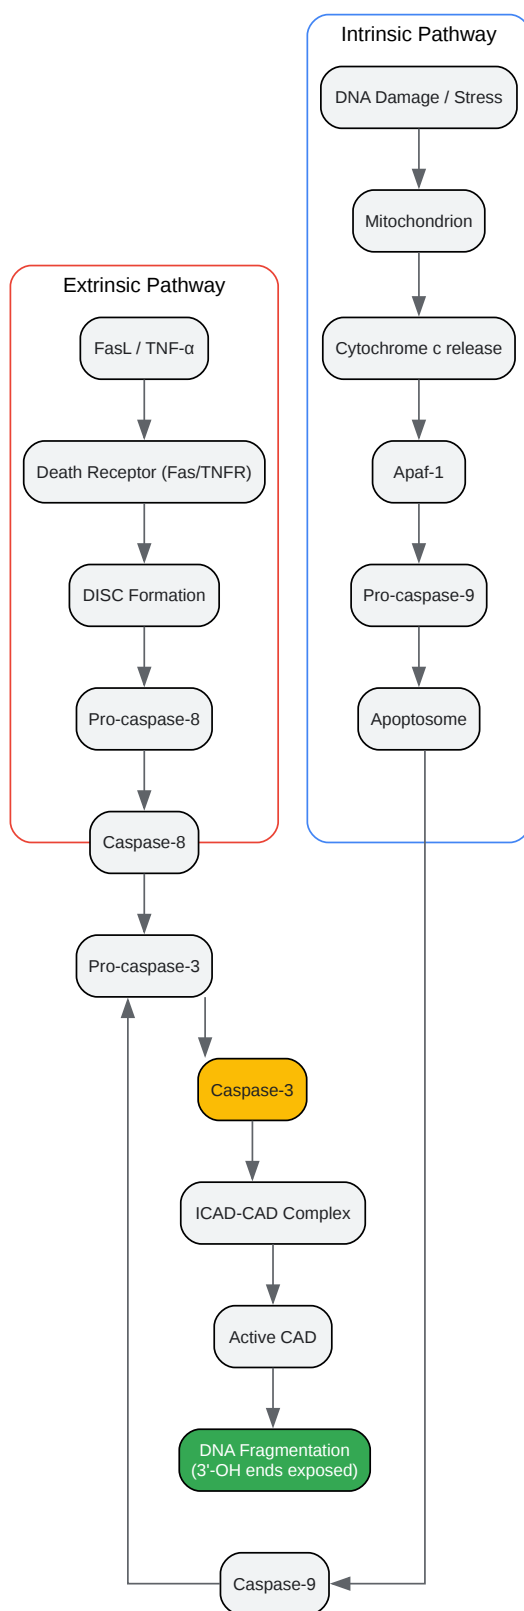 Intrinsic Pathway
DNA Damage / Stress
Mitochondrion
Extrinsic Pathway
FasL / TNF-α
Cytochrome c release
Death Receptor (Fas/TNFR)
Apaf-1
DISC Formation
Pro-caspase-9
Pro-caspase-8
Apoptosome
Caspase-8
Pro-caspase-3
Caspase-3
ICAD-CAD Complex
Active CAD
DNA Fragmentation
(3'-OH ends exposed)
Caspase-9